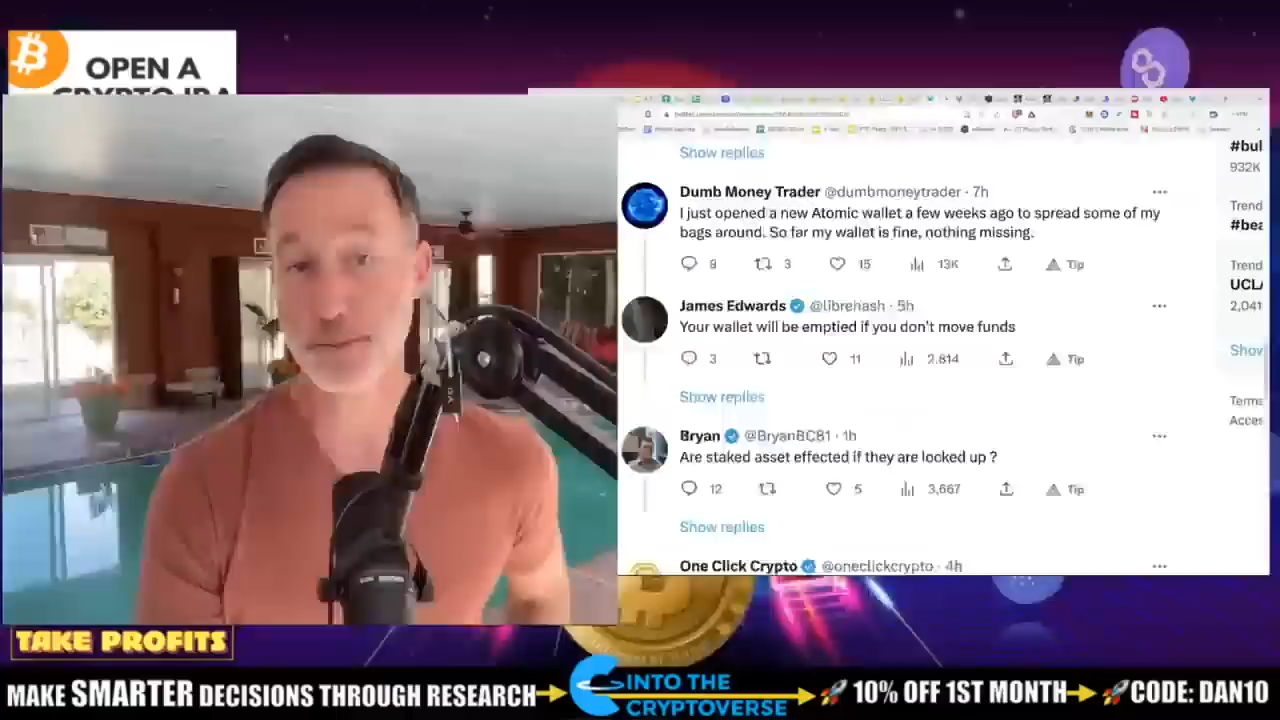 OPEN A
CRYPTO IRA
Show replies
Dumb Money Trader @dumbmoneytrader · 7h
I just opened a new Atomic wallet a few weeks ago to spread some of my
bags around. So far my wallet is fine, nothing missing.
3 15 13K Tip
James Edwards @librehash · 5h
Your wallet will be emptied if you don't move funds
3 11 2,814 Tip
Show replies
Bryan @BryanBC81 · 1h
Are staked asset effected if they are looked up ?
12 5 3,667 Tip
Show replies
One Click Crypto @oneclickcrypto · 4h
#bul
932K
Trend
#bea
Trend
UCL
2,041
Show
Terms
Acces
TAKE PROFITS
MAKE SMARTER DECISIONS THROUGH RESEARCH
INTO THE
CRYPTOVERSE
10% OFF 1ST MONTH
CODE: DAN10